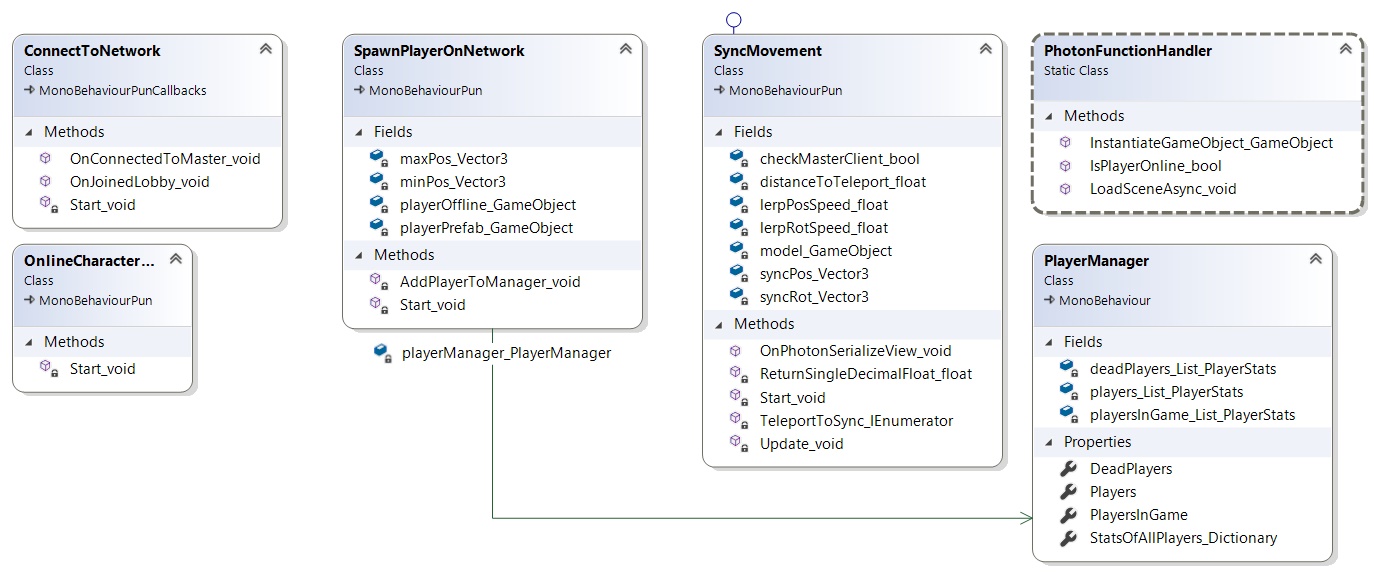 ConnectToNetwork
Class
MonoBehaviourPunCallbacks
Methods
OnConnectedToMaster_void
OnJoinedLobby_void
Start_void
OnlineCharacter...
Class
MonoBehaviourPun
Methods
Start_void
SpawnPlayerOnNetwork
Class
MonoBehaviourPun
Fields
maxPos_Vector3
minPos_Vector3
playerOffline_GameObject
playerPrefab_GameObject
Methods
AddPlayerToManager_void
Start_void
playerManager_PlayerManager
SyncMovement
Class
MonoBehaviourPun
Fields
checkMasterClient_bool
distanceToTeleport_float
lerpPosSpeed_float
lerpRotSpeed_float
model_GameObject
syncPos_Vector3
syncRot_Vector3
Methods
OnPhotonSerializeView_void
ReturnSingleDecimalFloat_float
Start_void
TeleportToSync_IEnumerator
Update_void
PhotonFunctionHandler
Static Class
Methods
InstantiateGameObject_GameObject
IsPlayerOnline_bool
LoadSceneAsync_void
PlayerManager
Class
MonoBehaviour
Fields
deadPlayers_List_PlayerStats
players_List_PlayerStats
playersInGame_List_PlayerStats
Properties
DeadPlayers
Players
PlayersInGame
StatsOfAllPlayers_Dictionary